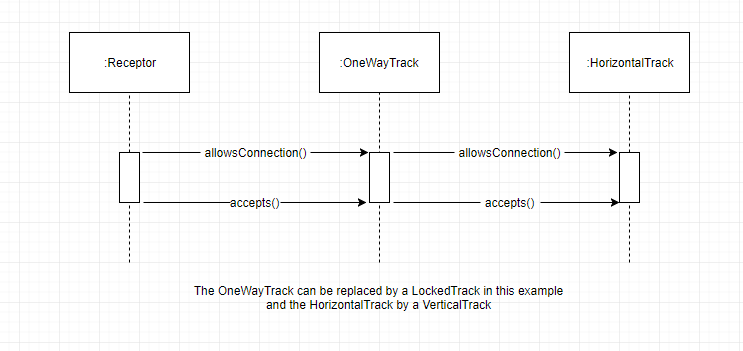 :Receptor
:OneWayTrack
:HorizontalTrack
allowsConnection()
allowsConnection()
accepts()
accepts()
The OneWayTrack can be replaced by a LockedTrack in this example
and the HorizontalTrack by a VerticalTrack